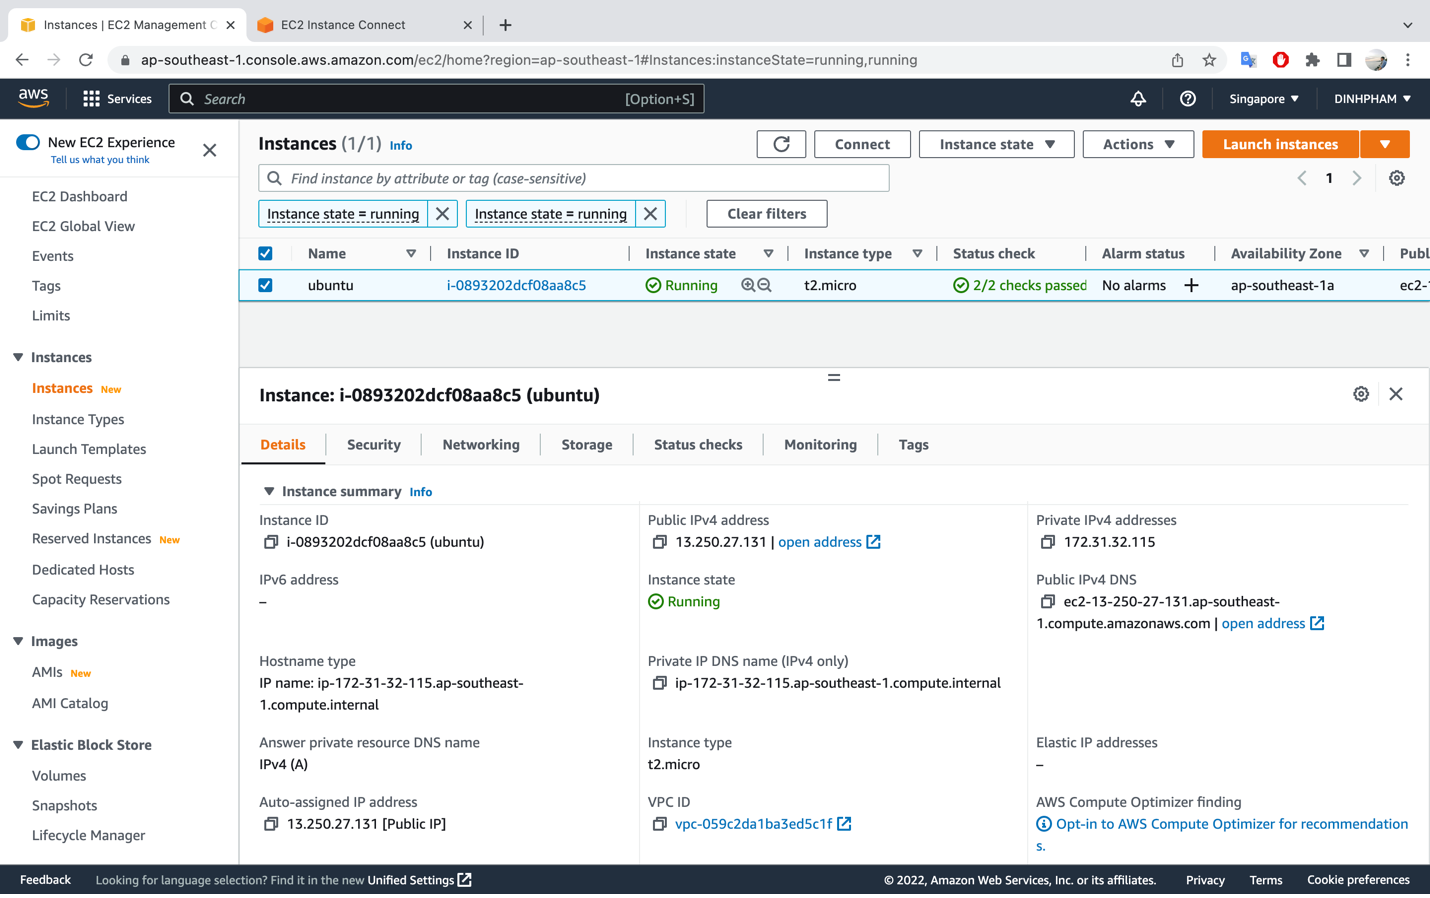 Instances | EC2 Management C
EC2 Instance Connect
ap-southeast-1.console.aws.amazon.com/ec2/home?region=ap-southeast-1#Instances:instanceState=running,running
aws
Services
Search
[Option+S]
Singapore
DINHPHAM
New EC2 Experience
Tell us what you think
EC2 Dashboard
EC2 Global View
Events
Tags
Limits
Instances
Instances New
Instance Types
Launch Templates
Spot Requests
Savings Plans
Reserved Instances New
Dedicated Hosts
Capacity Reservations
Images
AMIs New
AMI Catalog
Elastic Block Store
Volumes
Snapshots
Lifecycle Manager
Instances (1/1) Info
Connect
Instance state
Actions
Launch instances
Find instance by attribute or tag (case-sensitive)
1
Instance state = running
Instance state = running
Clear filters
Name
Instance ID
Instance state
Instance type
Status check
Alarm status
Availability Zone
Publ
ubuntu
i-0893202dcf08aa8c5
Running
t2.micro
2/2 checks passed
No alarms
ap-southeast-1a
ec2-1
Instance: i-0893202dcf08aa8c5 (ubuntu)
Details
Security
Networking
Storage
Status checks
Monitoring
Tags
Instance summary Info
Instance ID
i-0893202dcf08aa8c5 (ubuntu)
Public IPv4 address
13.250.27.131 | open address
Private IPv4 addresses
172.31.32.115
IPv6 address
–
Instance state
Running
Public IPv4 DNS
ec2-13-250-27-131.ap-southeast-
1.compute.amazonaws.com | open address
Hostname type
IP name: ip-172-31-32-115.ap-southeast-
1.compute.internal
Private IP DNS name (IPv4 only)
ip-172-31-32-115.ap-southeast-1.compute.internal
Answer private resource DNS name
IPv4 (A)
Instance type
t2.micro
Elastic IP addresses
–
Auto-assigned IP address
13.250.27.131 [Public IP]
VPC ID
vpc-059c2da1ba3ed5c1f
AWS Compute Optimizer finding
Opt-in to AWS Compute Optimizer for recommendation
s.
Feedback
Looking for language selection? Find it in the new Unified Settings
© 2022, Amazon Web Services, Inc. or its affiliates.
Privacy
Terms
Cookie preferences